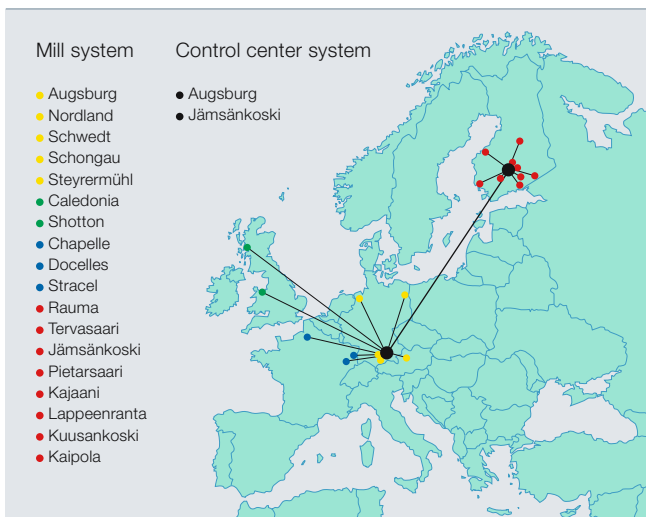 Mill system
Augsburg
Nordland
Schwedt
Schongau
Steyrermühl
Caledonia
Shotton
Chapelle
Docelles
Stracel
Rauma
Tervasaari
Jämsänkoski
Pietarsaari
Kajaani
Lappeenranta
Kuusankoski
Kaipola
Control center system
Augsburg
Jämsänkoski